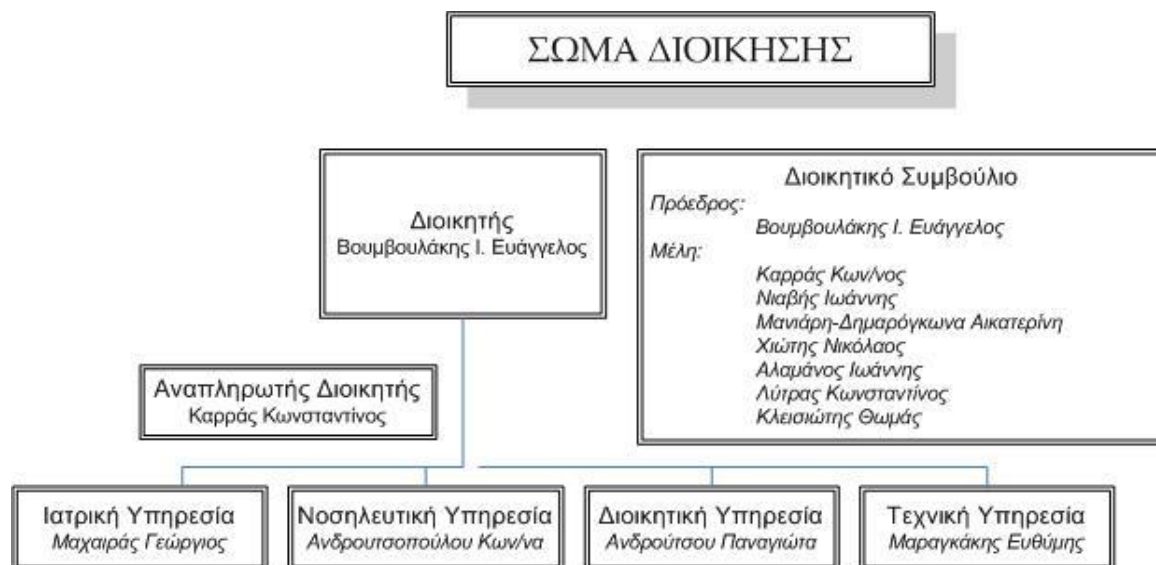 ΣΩΜΑ ΔΙΟΙΚΗΣΗΣ
Διοικητής
Βουμβουλάκης Ι. Ευάγγελος
Διοικητικό Συμβούλιο
Πρόεδρος:
Βουμβουλάκης Ι. Ευάγγελος
Μέλη:
Καρράς Κων/νος
Νιαβής Ιωάννης
Μανιάρη-Δημαρόγκωνα Αικατερίνη
Χιώτης Νικόλαος
Αλαμάνος Ιωάννης
Λύτρας Κωνσταντίνος
Κλεισιώτης Θωμάς
Αναπληρωτής Διοικητής
Καρράς Κωνσταντίνος
Ιατρική Υπηρεσία
Μαχαιράς Γεώργιος
Νοσηλευτική Υπηρεσία
Ανδρουτσοπούλου Κων/να
Διοικητική Υπηρεσία
Ανδρούτσου Παναγιώτα
Τεχνική Υπηρεσία
Μαραγκάκης Ευθύμης